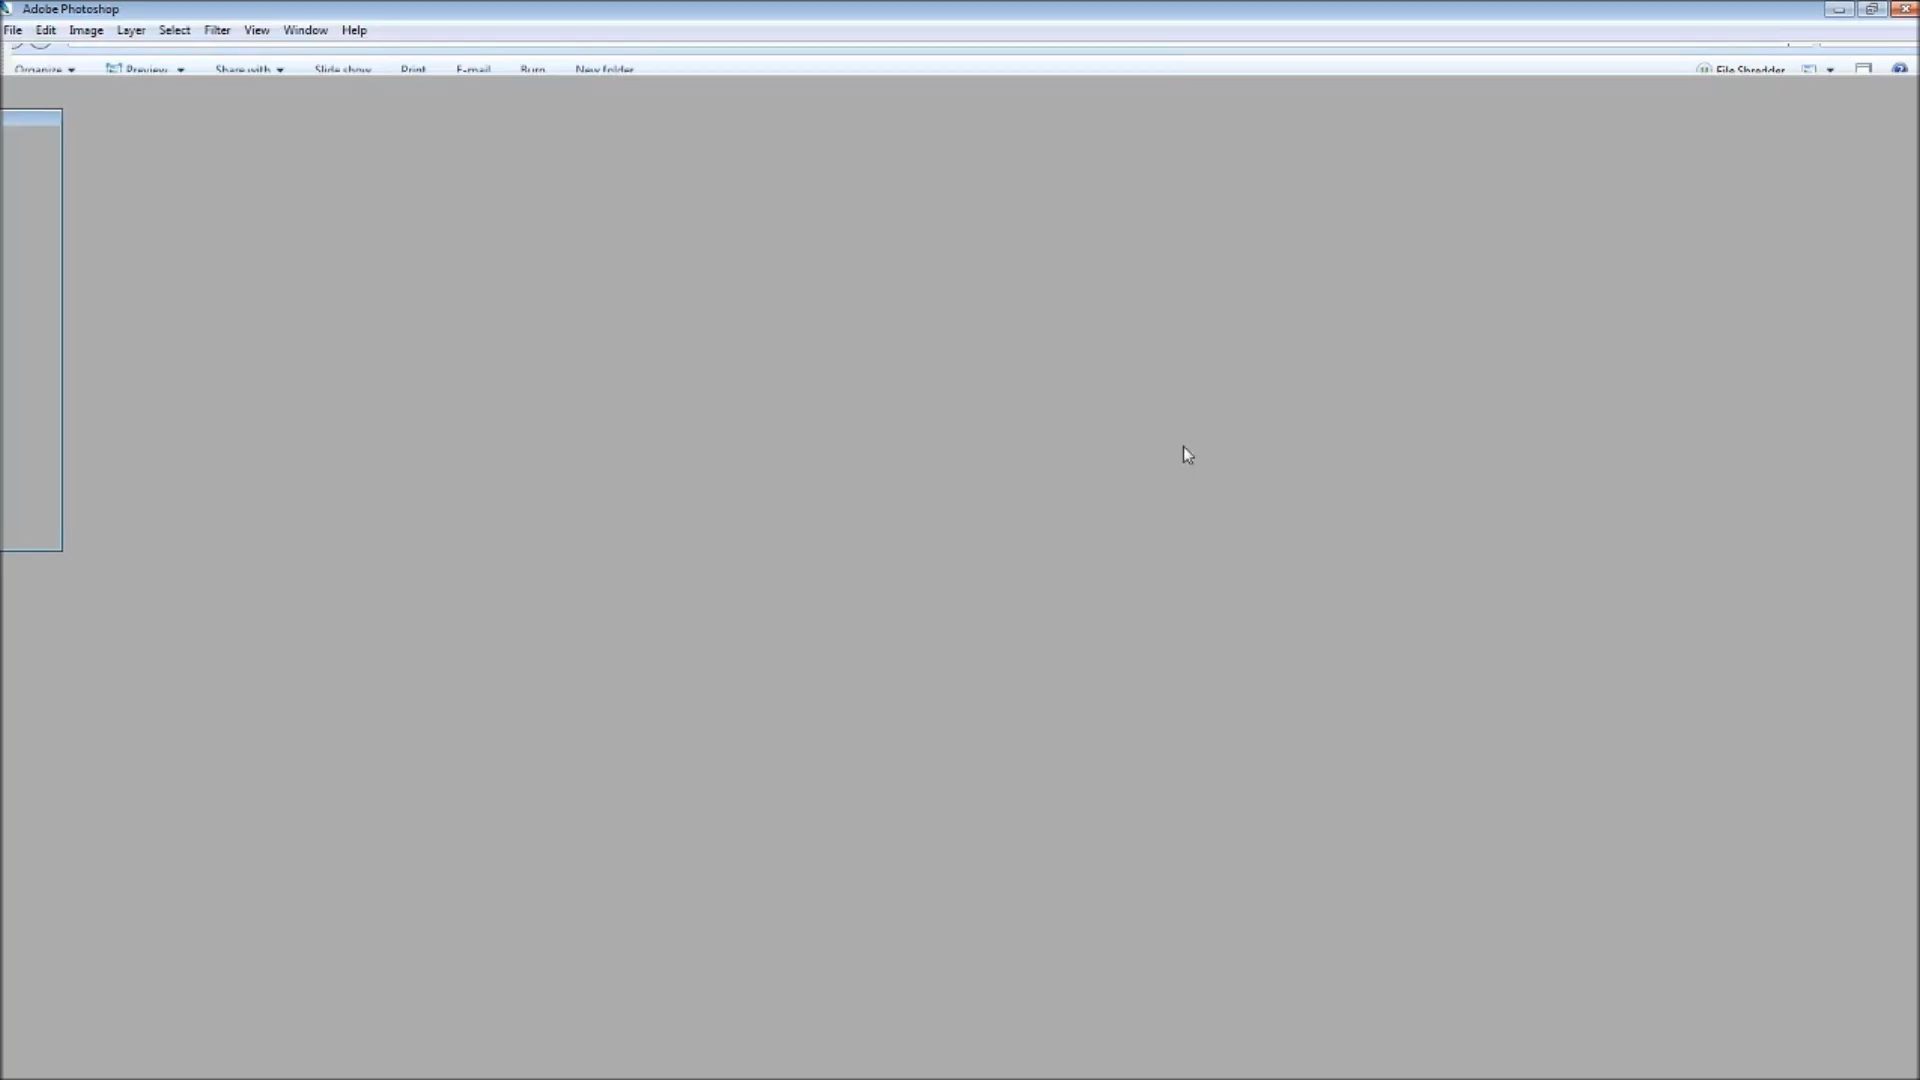 Adobe Photoshop
File Edit Image Layer Select Filter View Window Help
Organize Preview Share with Slide show Print E-mail Burn New folder File Shredder